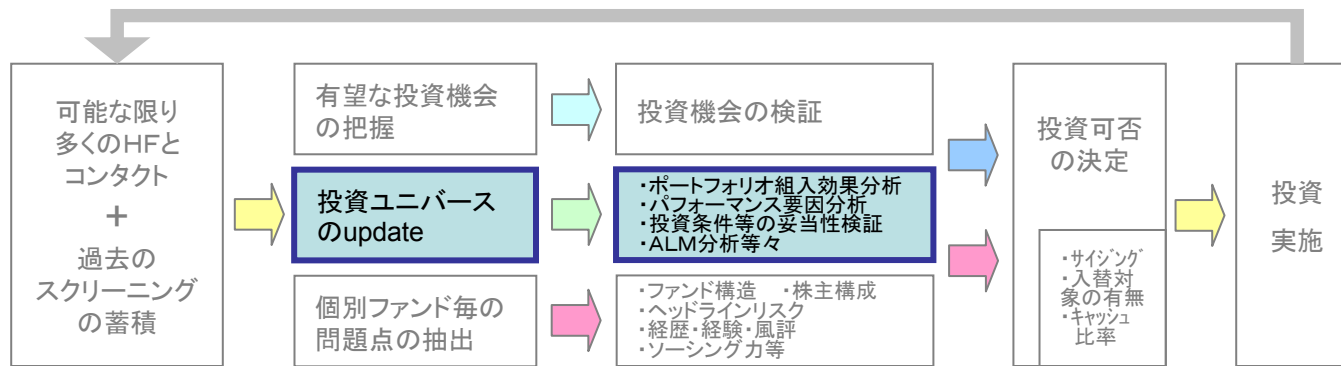 可能な限り
多くのHFと
コンタクト
+
過去の
スクリーニング
の蓄積
有望な投資機会
の把握
投資ユニバース
のupdate
個別ファンド毎の
問題点の抽出
投資機会の検証
・ポートフォリオ組入効果分析
・パフォーマンス要因分析
・投資条件等の妥当性検証
・ALM分析等々
・ファンド構造　・株主構成
・ヘッドラインリスク
・経歴・経験・風評
・ソーシング力等
投資可否
の決定
・サイジング
・入替対
象の有無
・キャッシュ
比率
投資
実施